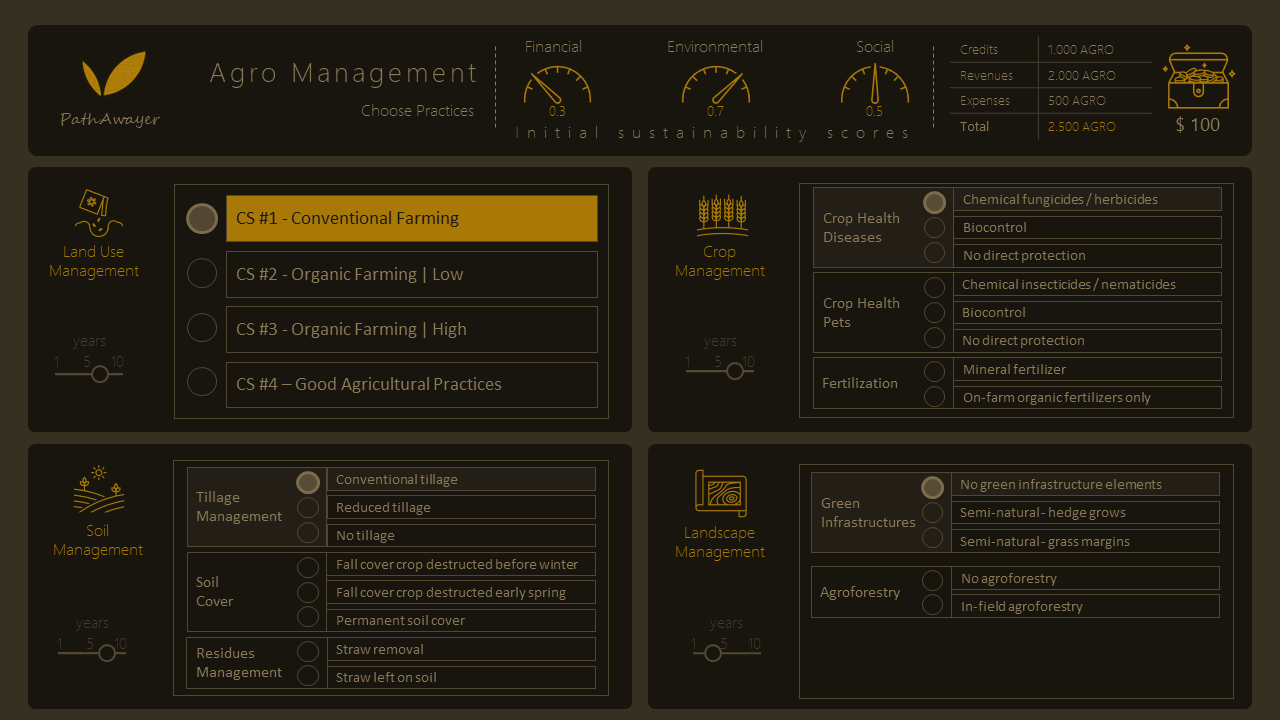 PathAwayer
Agro Management
Choose Practices
Financial
Environmental
Social
0.3
0.7
0.5
Initial sustainability scores
Credits 1.000 AGRO
Revenues 2.000 AGRO
Expenses 500 AGRO
Total 2.500 AGRO
$ 100
Land Use
Management
years
1 5 10
CS #1 - Conventional Farming
CS #2 - Organic Farming | Low
CS #3 - Organic Farming | High
CS #4 – Good Agricultural Practices
Crop
Management
years
1 5 10
Crop Health
Diseases
Chemical fungicides / herbicides
Biocontrol
No direct protection
Crop Health
Pets
Chemical insecticides / nematicides
Biocontrol
No direct protection
Fertilization
Mineral fertilizer
On-farm organic fertilizers only
Soil
Management
years
1 5 10
Tillage
Management
Conventional tillage
Reduced tillage
No tillage
Soil
Cover
Fall cover crop destructed before winter
Fall cover crop destructed early spring
Permanent soil cover
Residues
Management
Straw removal
Straw left on soil
Landscape
Management
years
1 5 10
Green
Infrastructures
No green infrastructure elements
Semi-natural - hedge grows
Semi-natural - grass margins
Agroforestry
No agroforestry
In-field agroforestry